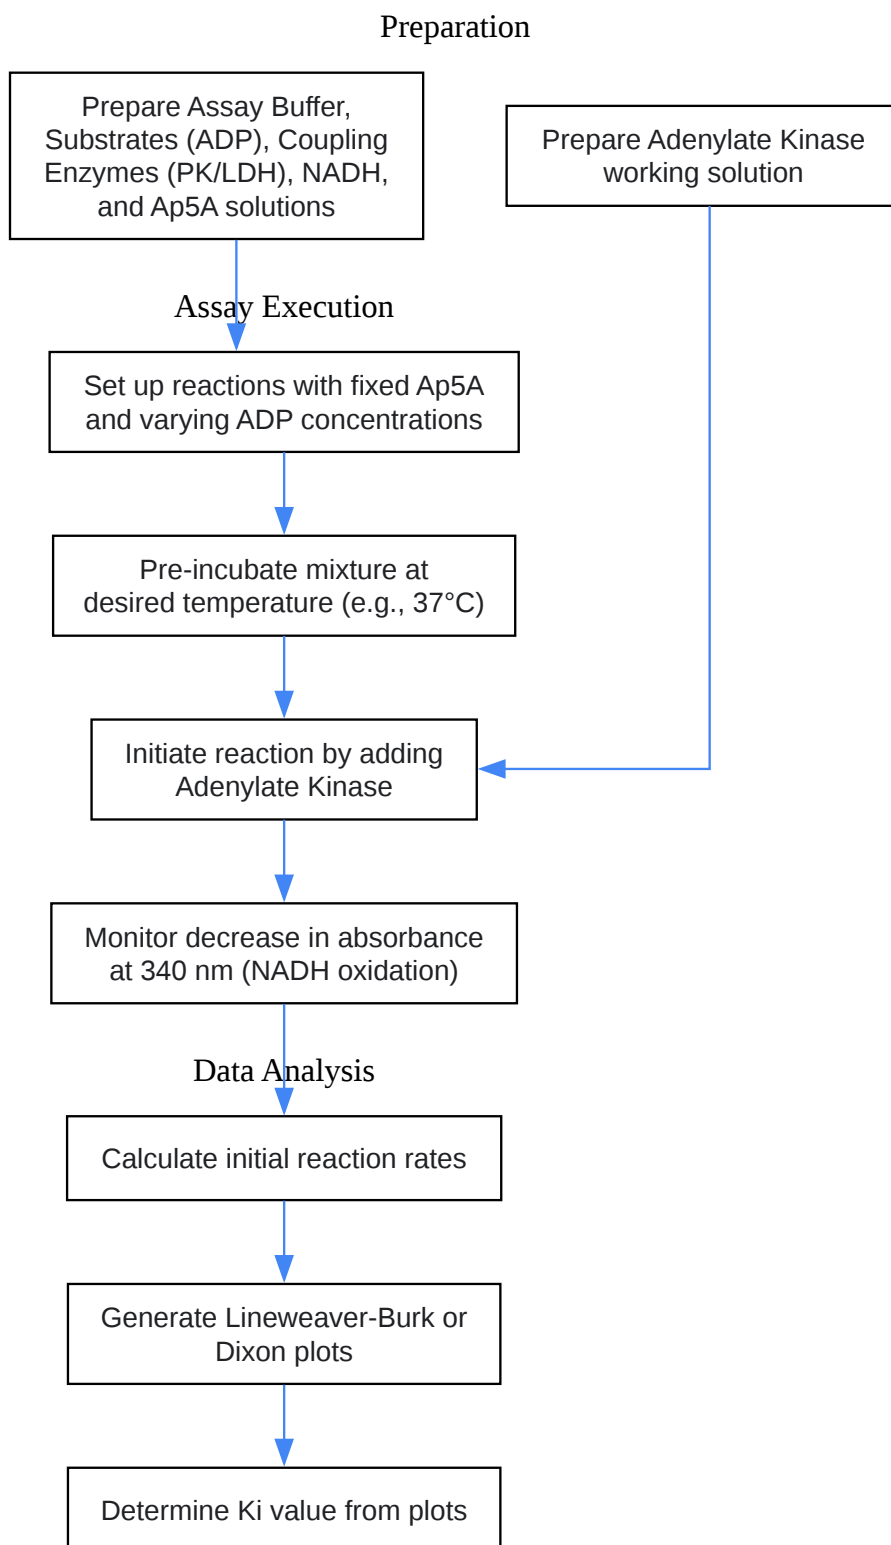 Preparation
Prepare Assay Buffer,
Substrates (ADP), Coupling
Enzymes (PK/LDH), NADH,
and Ap5A solutions
Prepare Adenylate Kinase
working solution
Assay Execution
Set up reactions with fixed Ap5A
and varying ADP concentrations
Pre-incubate mixture at
desired temperature (e.g., 37°C)
Initiate reaction by adding
Adenylate Kinase
Monitor decrease in absorbance
at 340 nm (NADH oxidation)
Data Analysis
Calculate initial reaction rates
Generate Lineweaver-Burk or
Dixon plots
Determine Ki value from plots